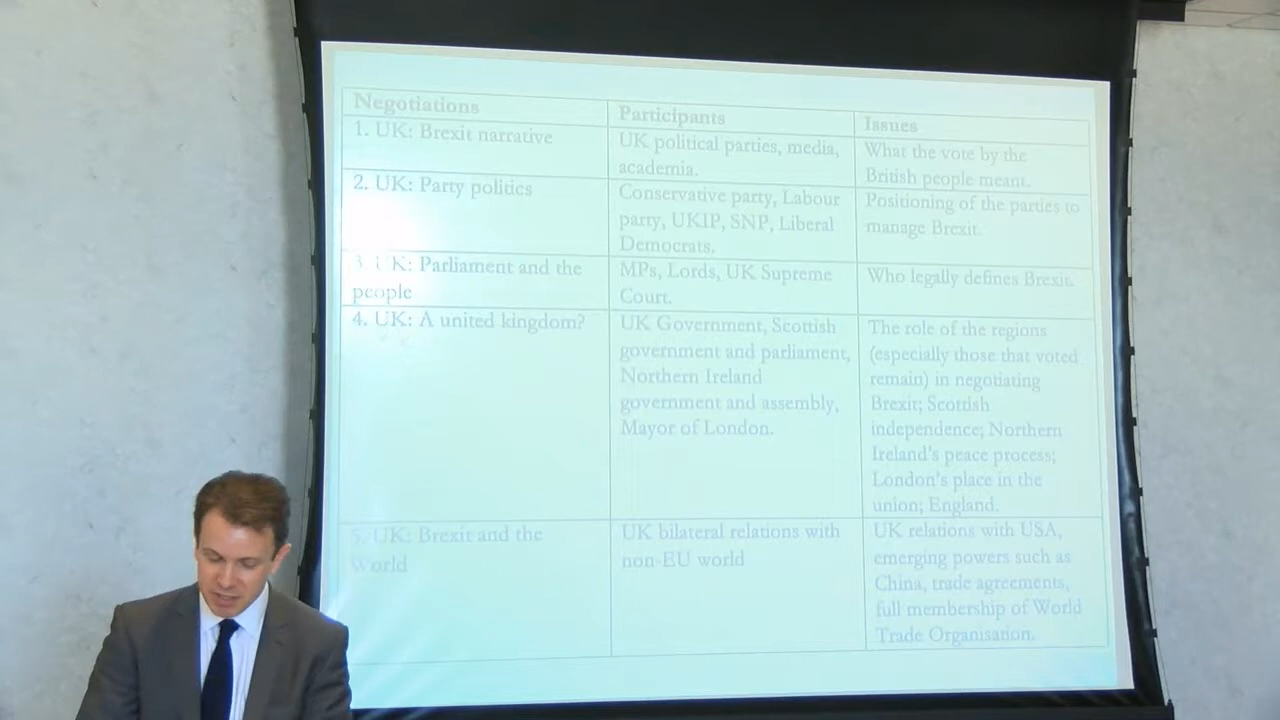 Negotiations
Participants
Issues
1. UK: Brexit narrative
UK political parties, media,
academia.
What the vote by the
British people meant.
2. UK: Party politics
Conservative party, Labour
party, UKIP, SNP, Liberal
Democrats.
Positioning of the parties to
manage Brexit.
3. UK: Parliament and the
people
MPs, Lords, UK Supreme
Court.
Who legally defines Brexit.
4. UK: A united kingdom?
UK Government, Scottish
government and parliament,
Northern Ireland
government and assembly,
Mayor of London.
The role of the regions
(especially those that voted
remain) in negotiating
Brexit; Scottish
independence; Northern
Ireland's peace process;
London's place in the
union; England.
5. UK: Brexit and the
World
UK bilateral relations with
non-EU world
UK relations with USA,
emerging powers such as
China, trade agreements,
full membership of World
Trade Organisation.